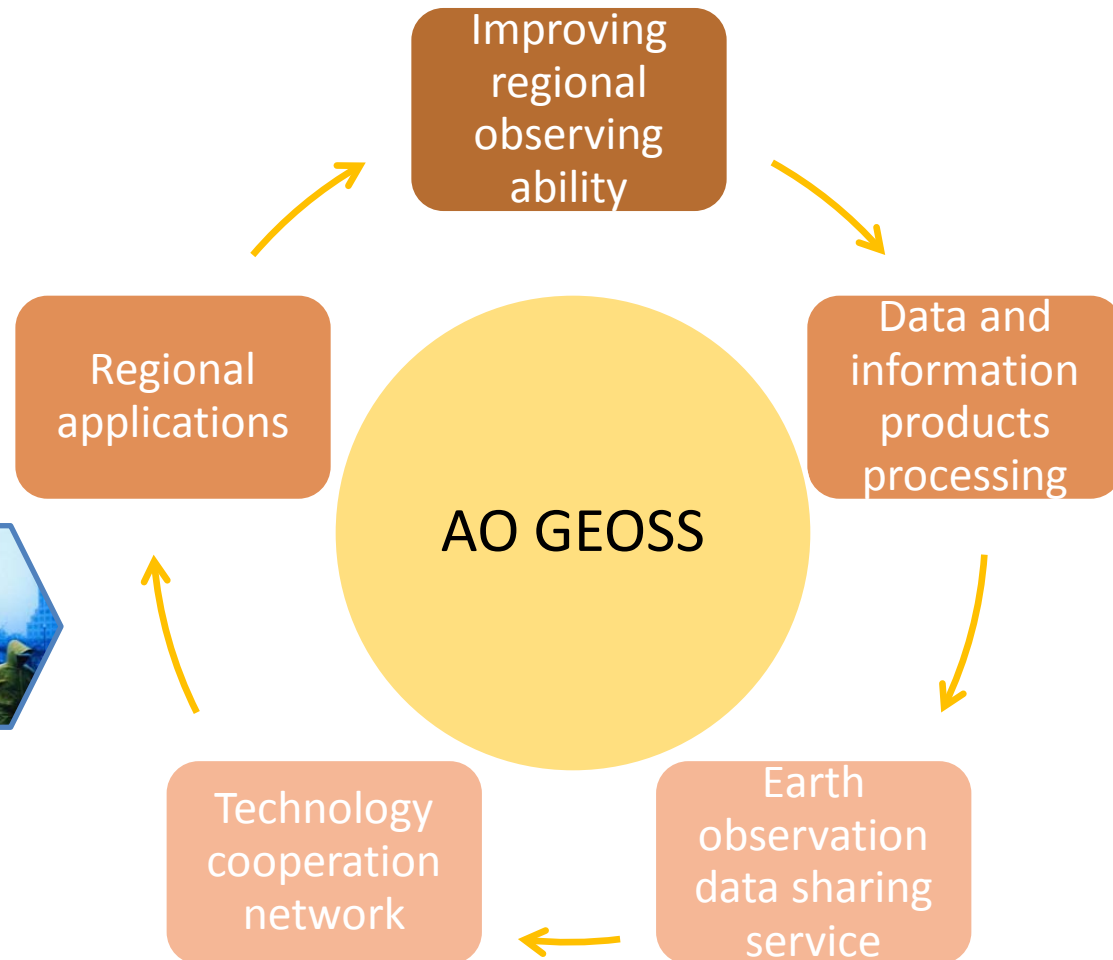 Improving
regional
observing
ability
Data and
information
products
processing
Regional
applications
AO GEOSS
Technology
cooperation
network
Earth
observation
data sharing
service